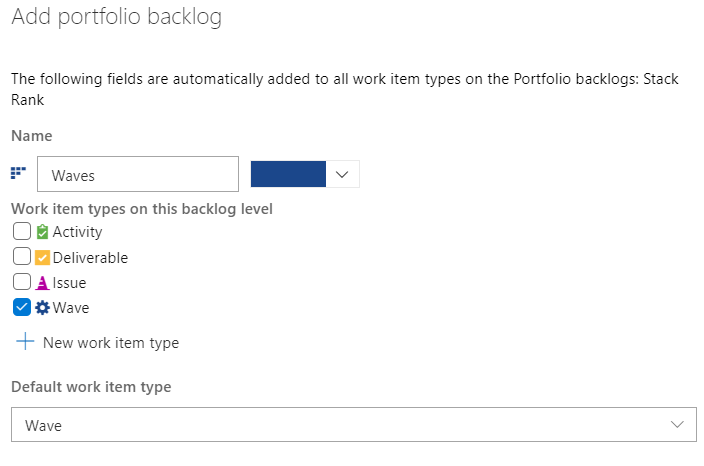 Add portfolio backlog
The following fields are automatically added to all work item types on the Portfolio backlogs: Stack
Rank
Name
Waves
Work item types on this backlog level
Activity
Deliverable
Issue
Wave
New work item type
Default work item type
Wave